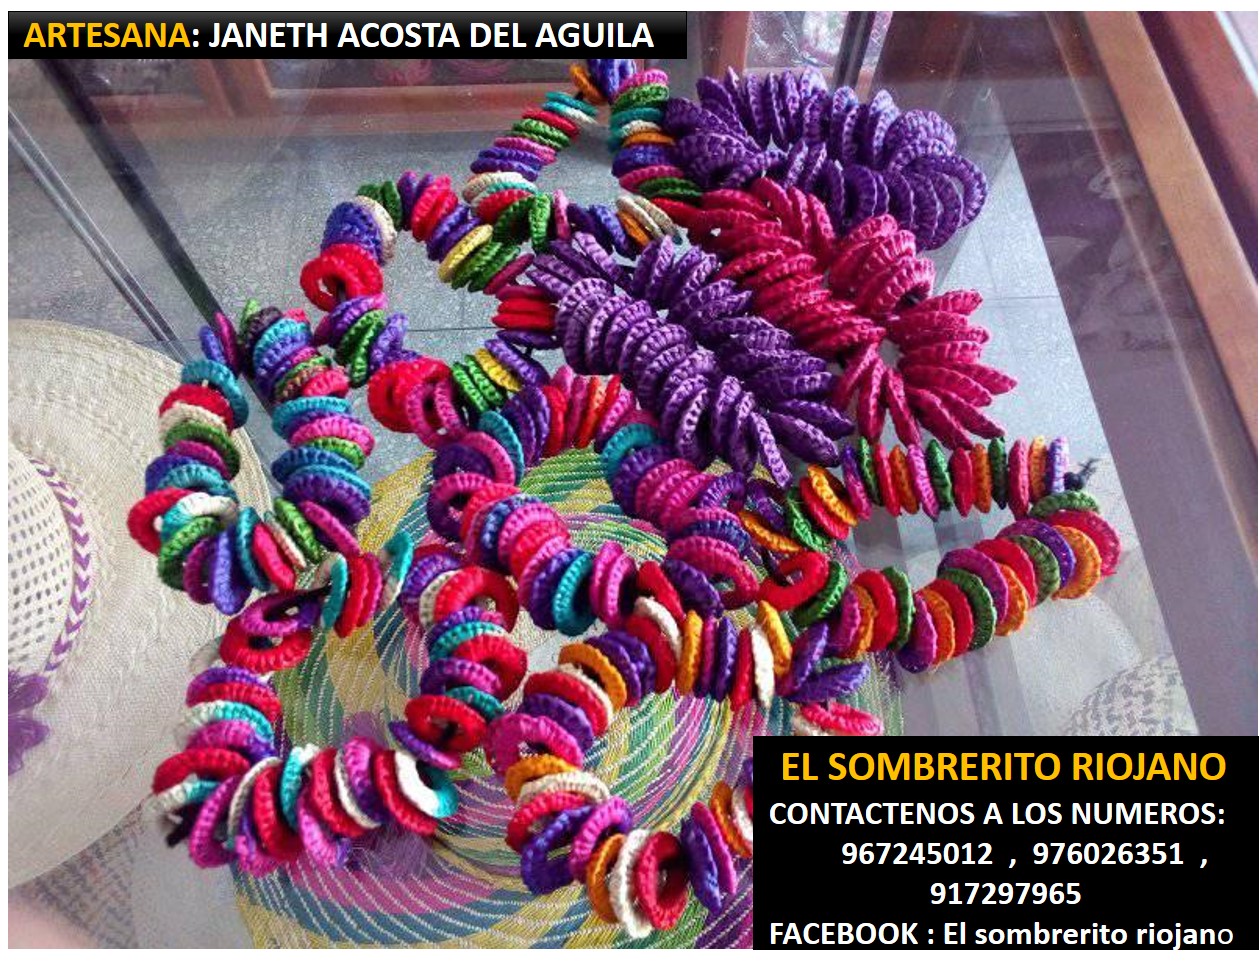 ARTESANA: JANETH ACOSTA DEL AGUILA
EL SOMBRERITO RIOJANO
CONTACTENOS A LOS NUMEROS:
967245012 , 976026351 ,
917297965
FACEBOOK : El sombrerito riojano